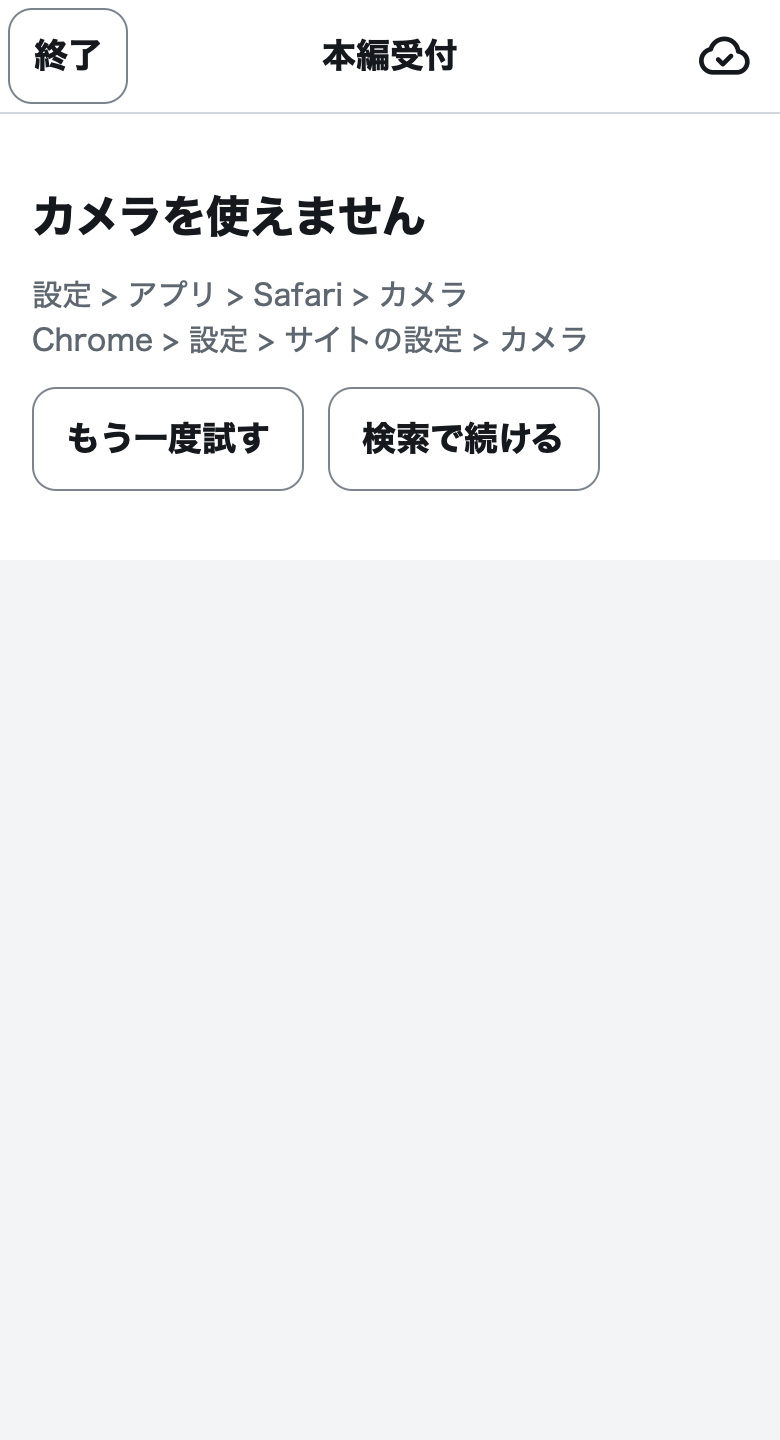 終了
本編受付
カメラを使えません
設定 > アプリ > Safari > カメラ
Chrome > 設定 > サイトの設定 > カメラ
もう一度試す
検索で続ける